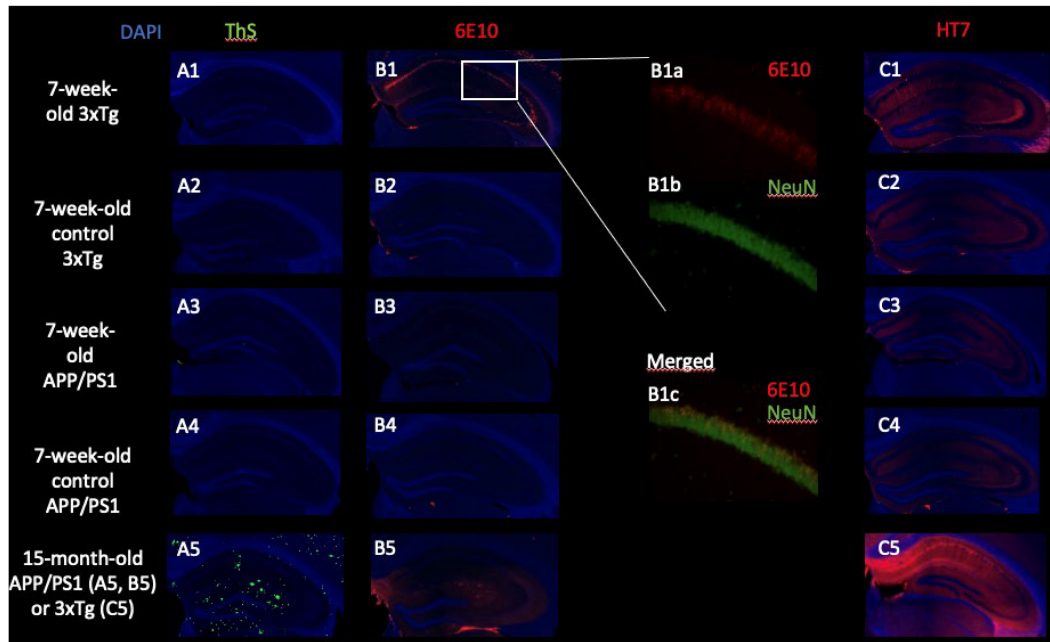 DAPI ThS 6E10 HT7
7-week-
old 3xTg
A1 B1 B1a 6E10 C1
B1b NeuN
7-week-old
control
3xTg
A2 B2 C2
7-week-
old
APP/PS1
A3 B3 C3
Merged
B1c 6E10
NeuN
7-week-old
control
APP/PS1
A4 B4 C4
15-month-old
APP/PS1 (A5, B5)
or 3xTg (C5)
A5 B5 C5